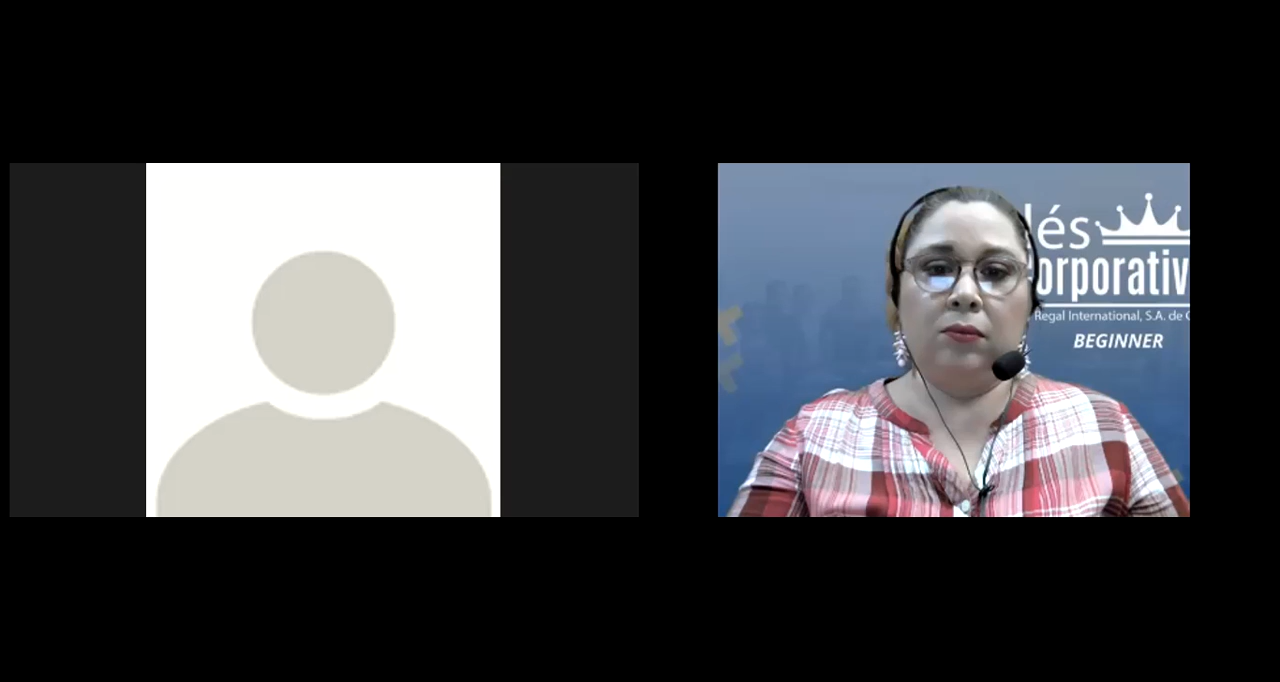 lés
orporativ
Regal International, S.A. de C
BEGINNER